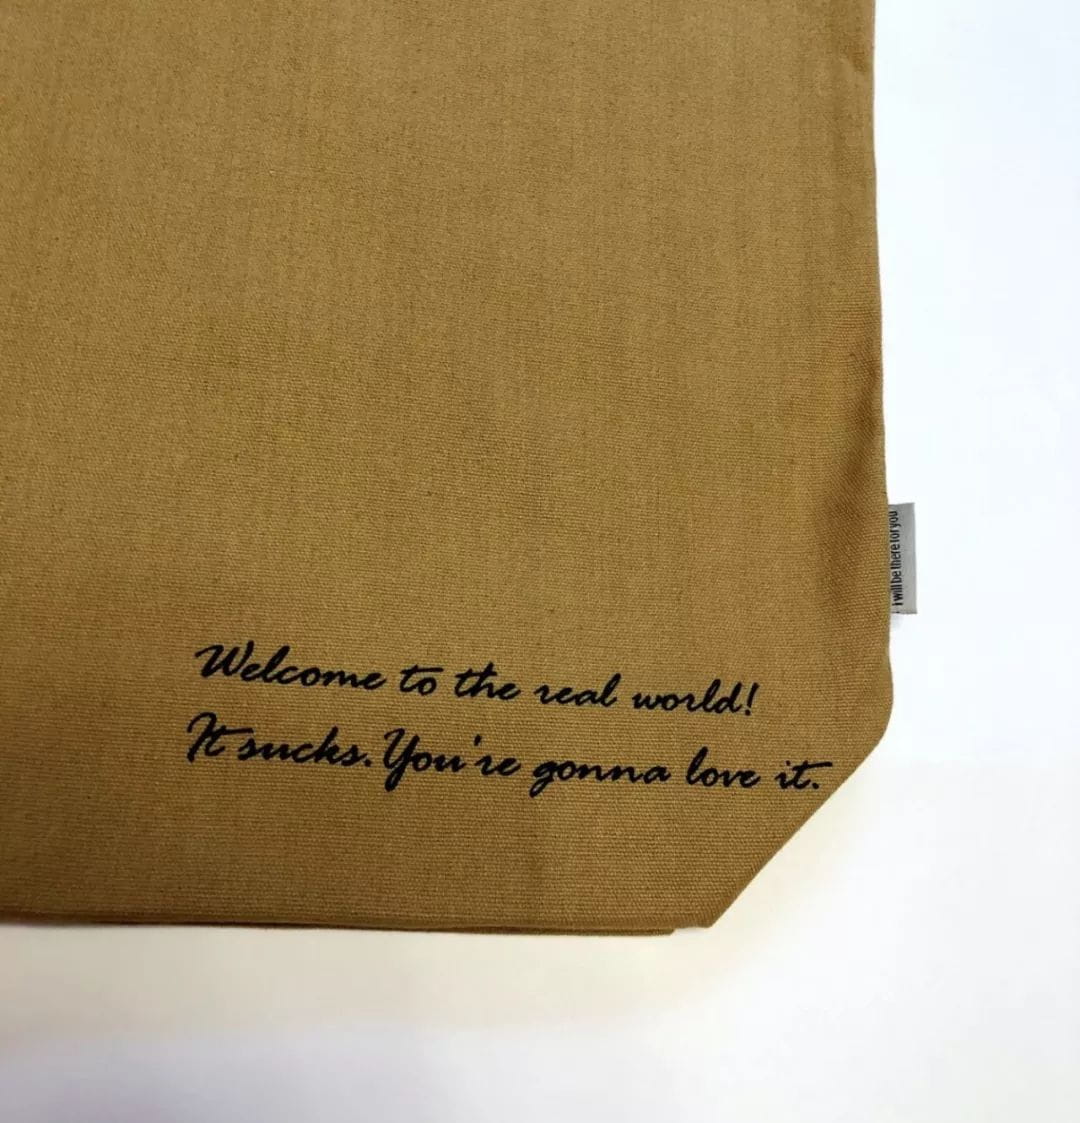 Welcome to the real world!
It sucks. You're gonna love it.
i will be there for you